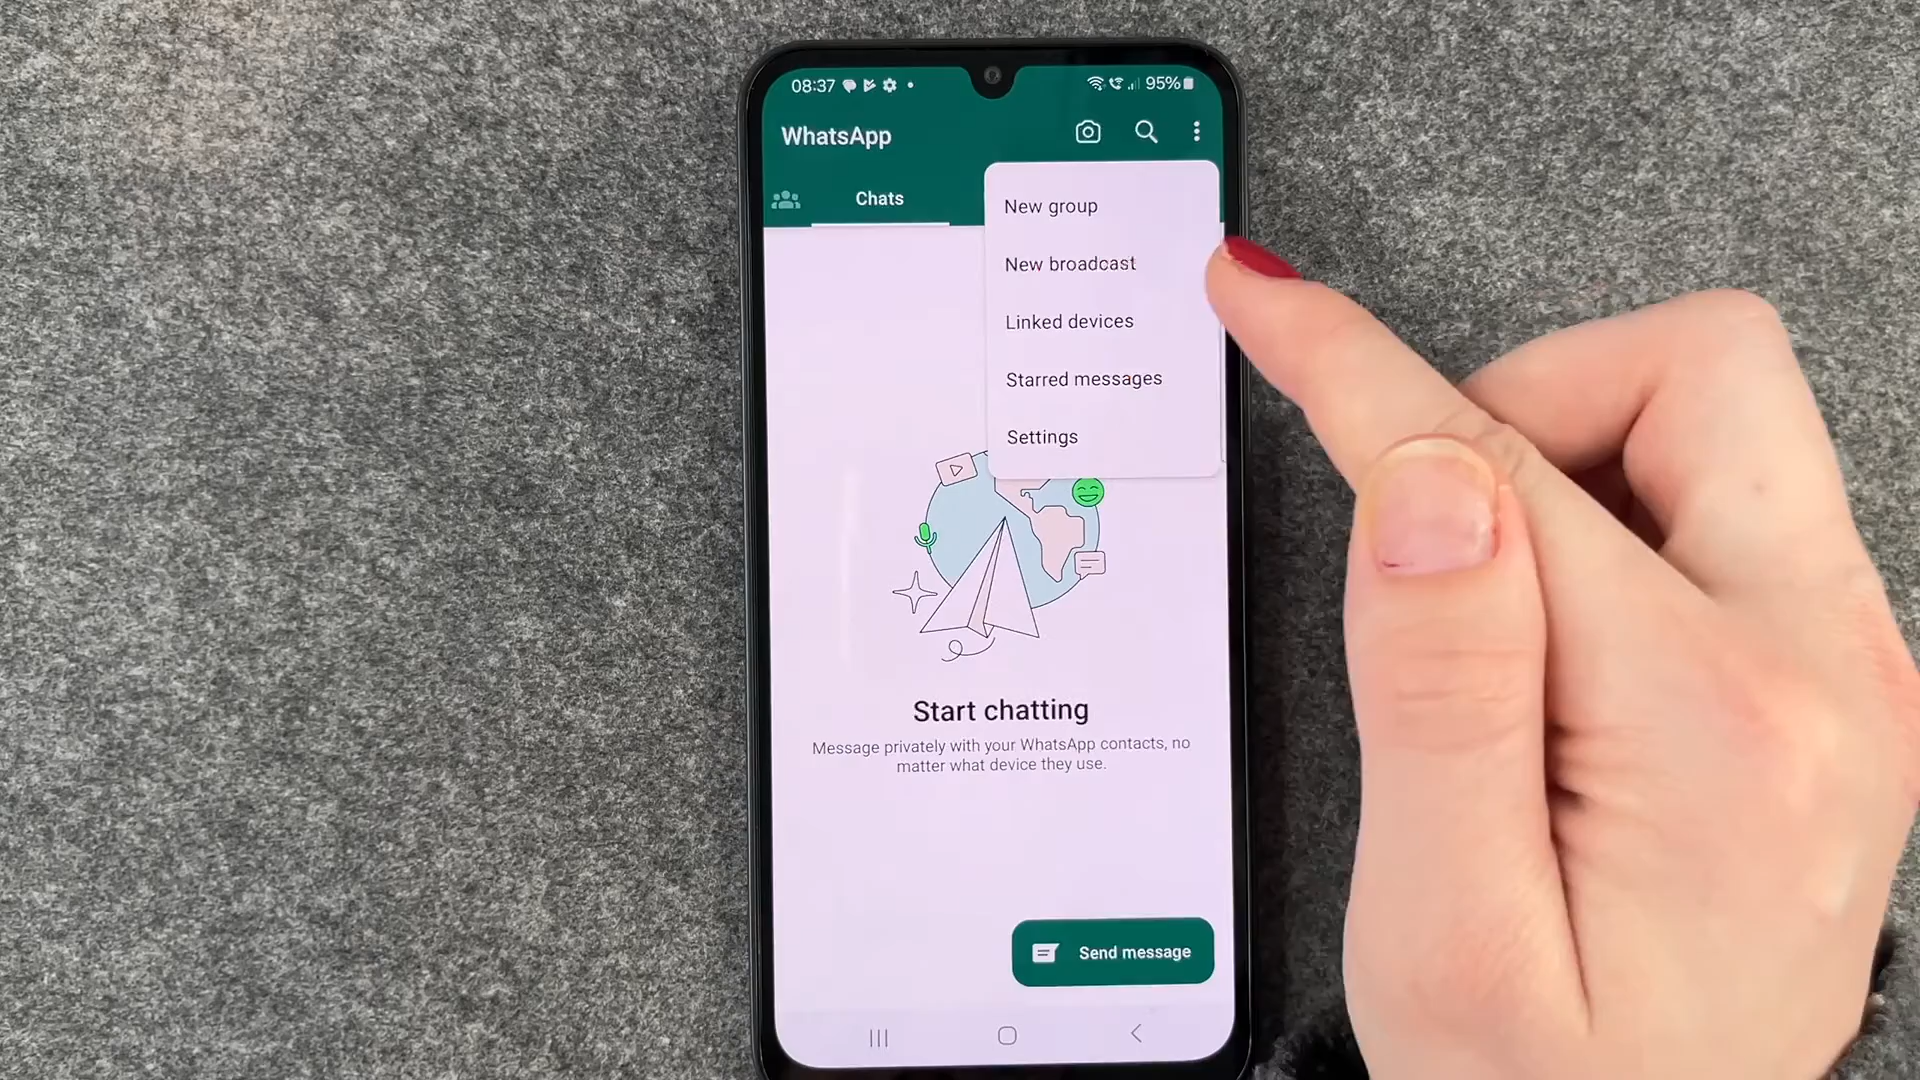 08:37
95%
WhatsApp
Chats
New group
New broadcast
Linked devices
Starred messages
Settings
Start chatting
Message privately with your WhatsApp contacts, no
matter what device they use.
Send message